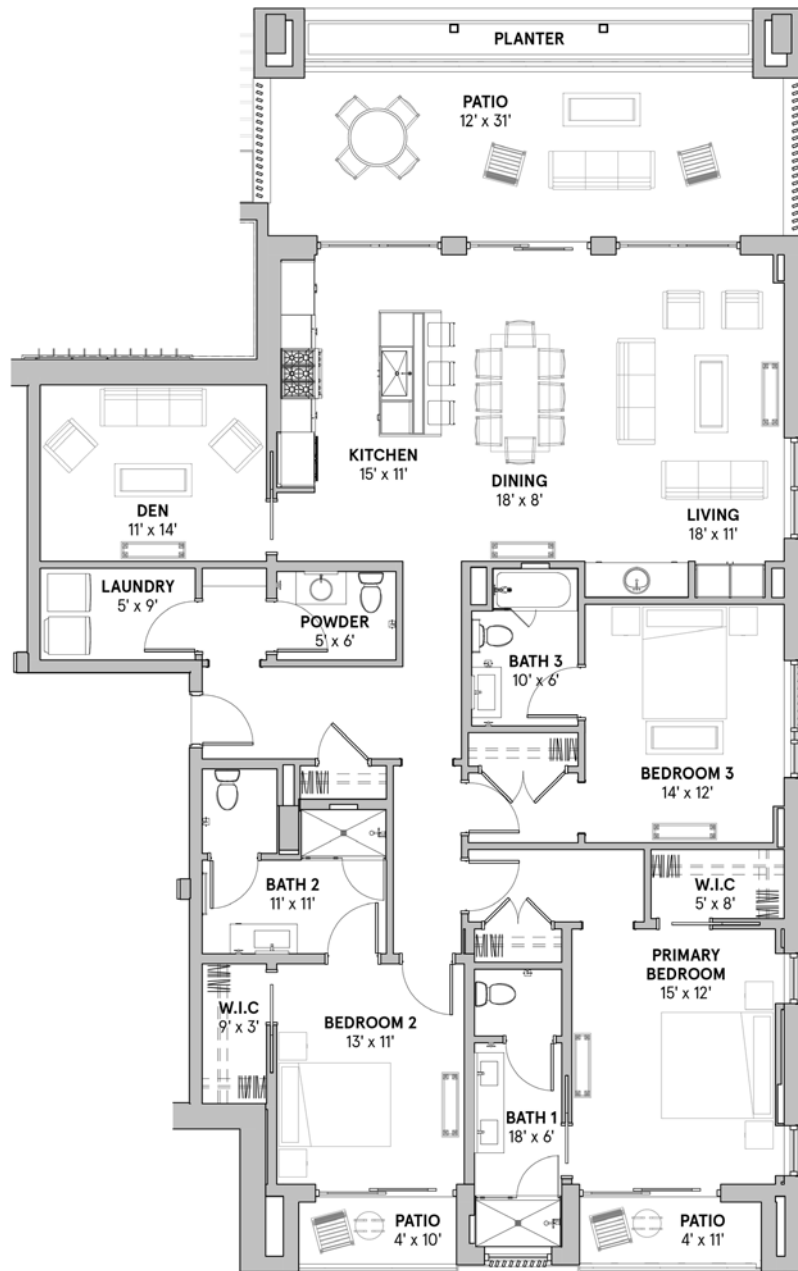 PLANTER
PATIO
12' x 31'
KITCHEN
15' x 11'
DINING
18' x 8'
LIVING
18' x 11'
DEN
11' x 14'
LAUNDRY
5' x 9'
POWDER
5' x 6'
BATH 3
10' x 6'
BEDROOM 3
14' x 12'
BATH 2
11' x 11'
W.I.C
5' x 8'
PRIMARY
BEDROOM
15' x 12'
W.I.C
9' x 3'
BEDROOM 2
13' x 11'
BATH 1
18' x 6'
PATIO
4' x 10'
PATIO
4' x 11'